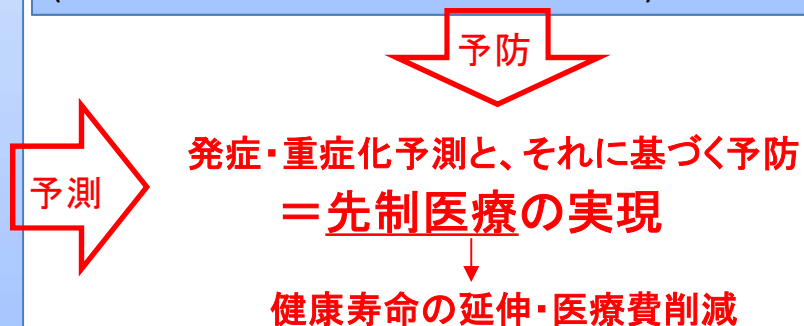 予防
発症・重症化予測と、それに基づく予防
予測
＝先制医療の実現
健康寿命の延伸・医療費削減